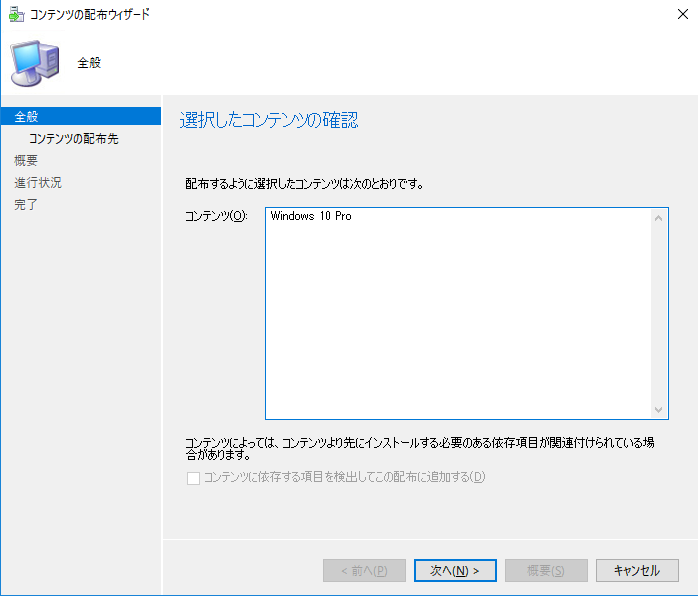 コンテンツの配布ウィザード
全般
全般
コンテンツの配布先
概要
進行状況
完了
選択したコンテンツの確認
配布するように選択したコンテンツは次のとおりです。
コンテンツ(O):
Windows 10 Pro
コンテンツによっては、コンテンツより先にインストールする必要のある依存項目が関連付けられている場
合があります。
コンテンツに依存する項目を検出してこの配布に追加する(D)
< 前へ(P)
次へ(N) >
概要(S)
キャンセル